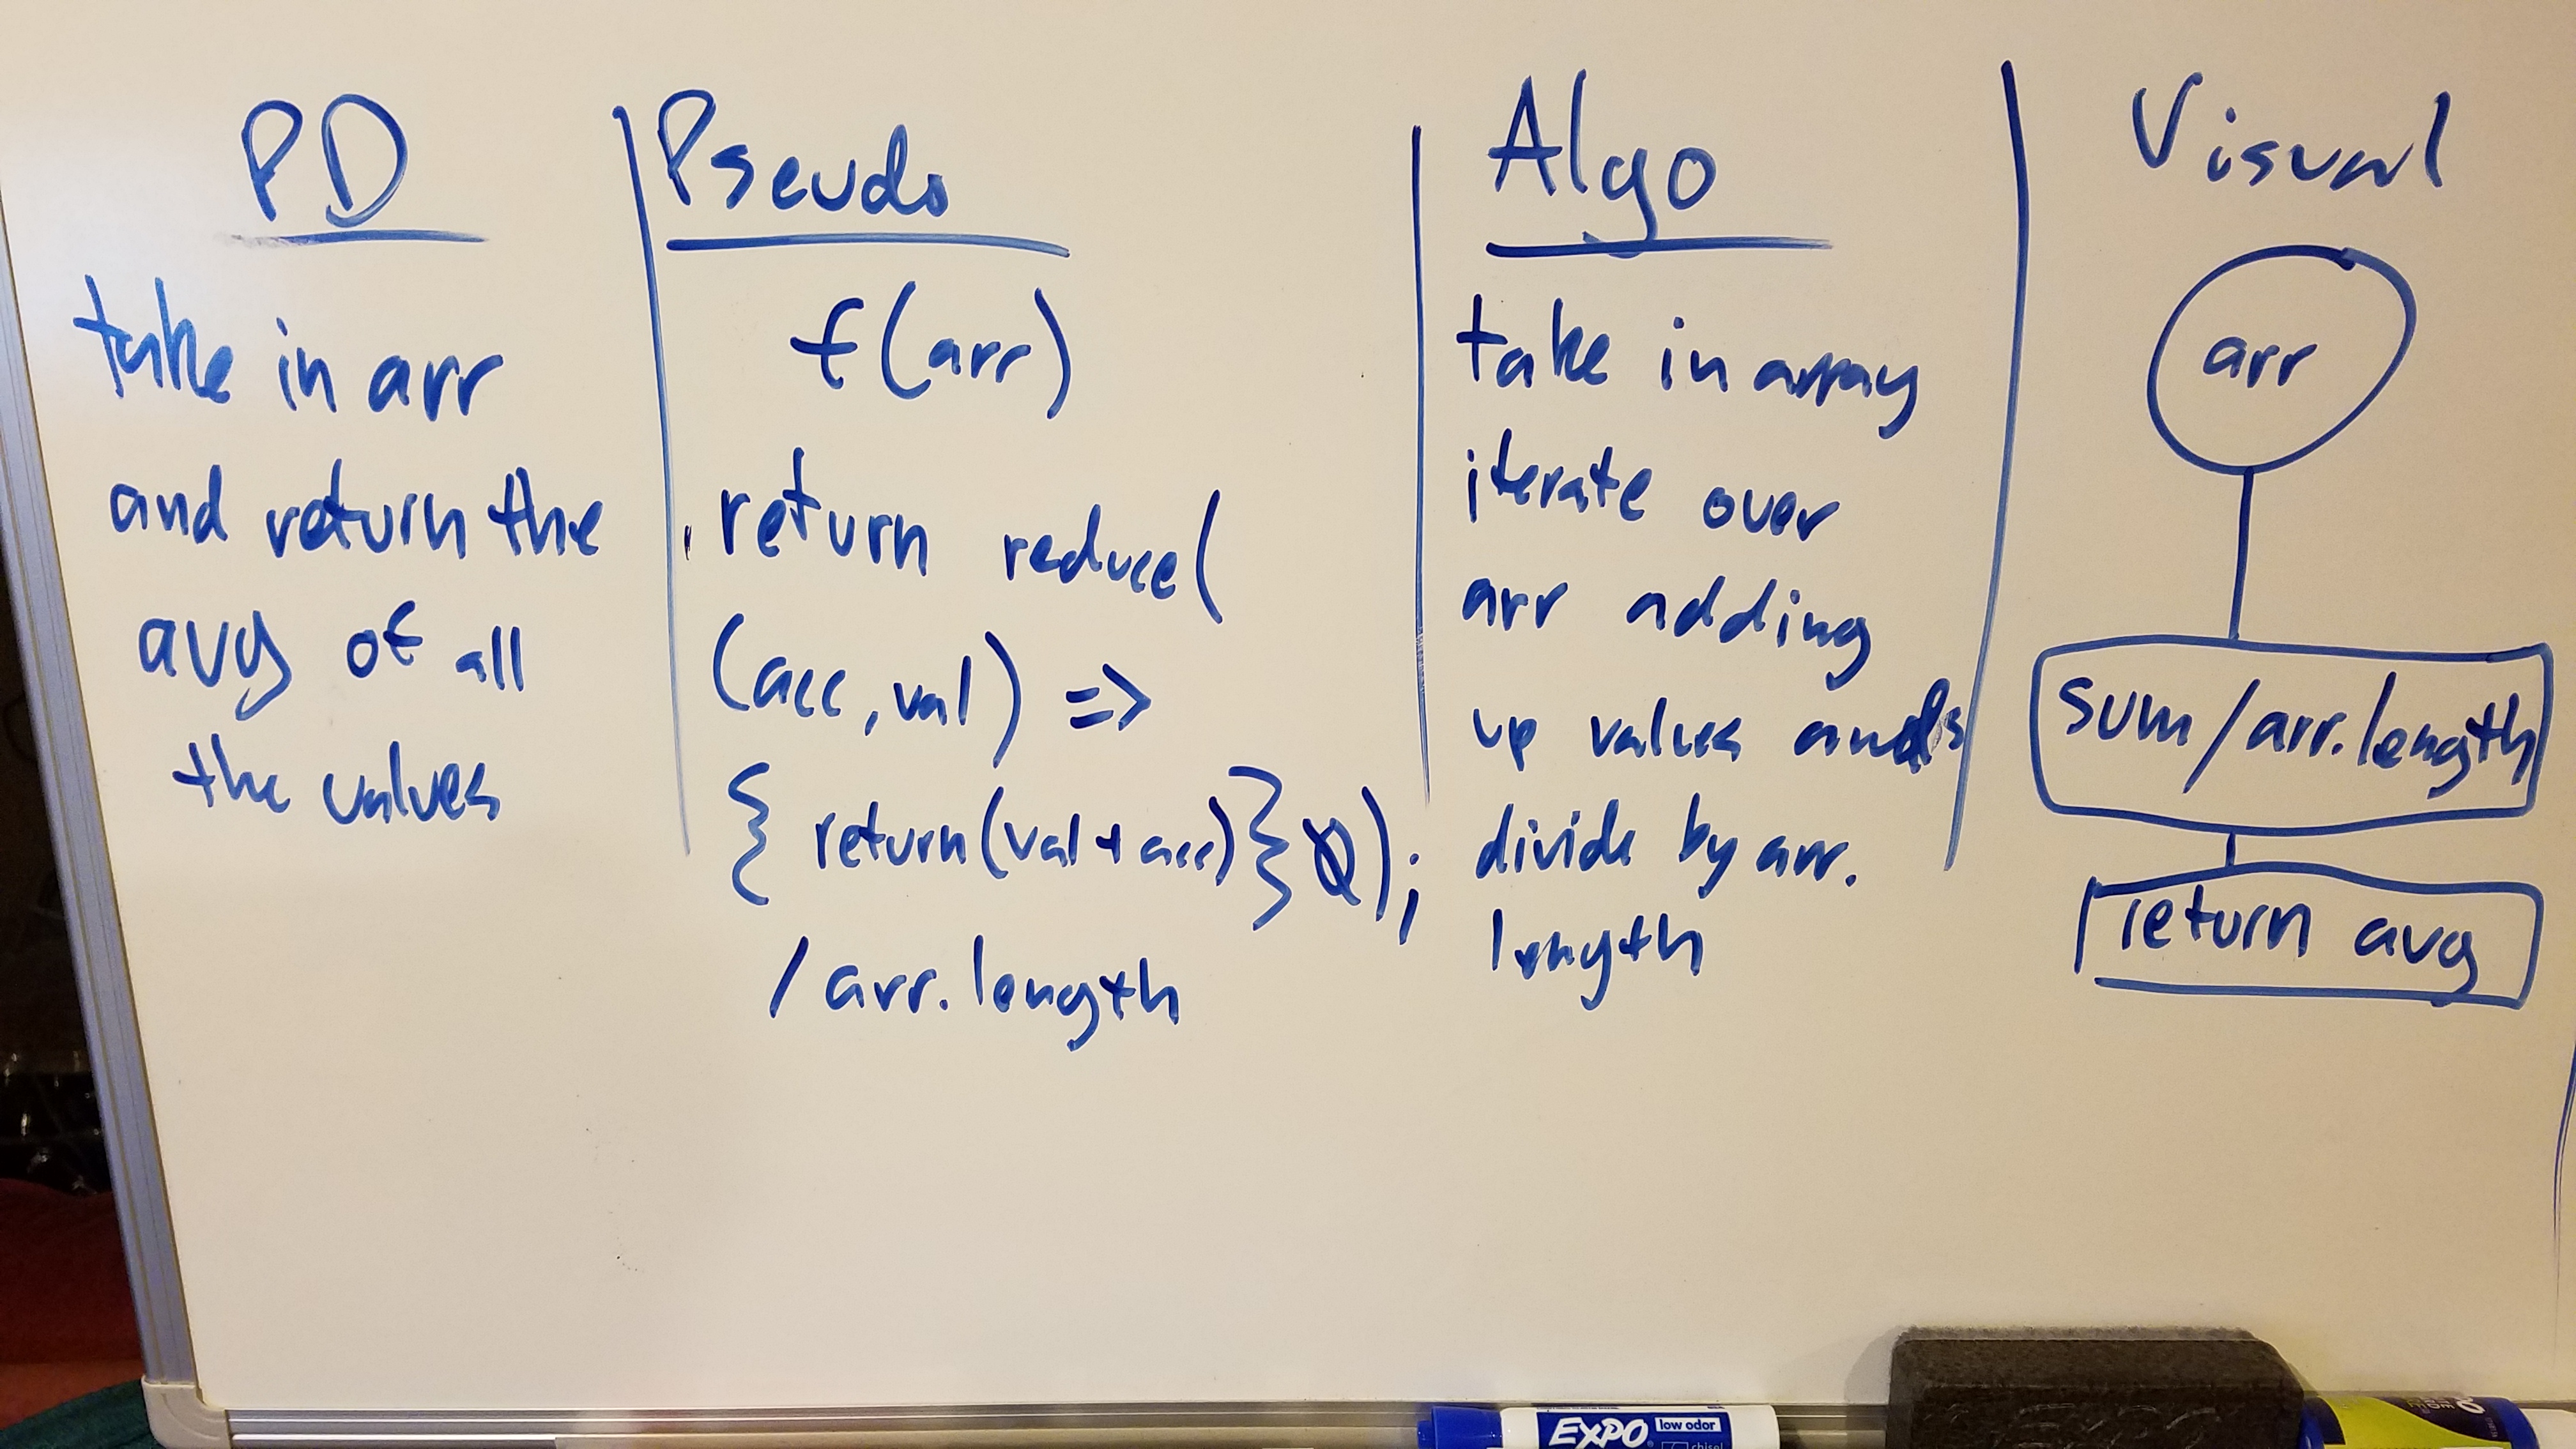 PD
take in arr
and return the
avg of all
the values
Pseudo
f(arr)
return reduce(
(acc, val) =>
{ return(val + acc)} 0);
/ arr.length
Algo
take in array
iterate over
arr adding
up values and
divide by arr.
length
Visual
arr
sum/arr.length
return avg
EXPO
low odor
chisel